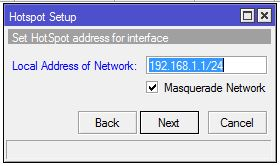 Hotspot Setup
Set HotSpot address for interface
Local Address of Network: 192.168.1.1/24
Masquerade Network
Back Next Cancel